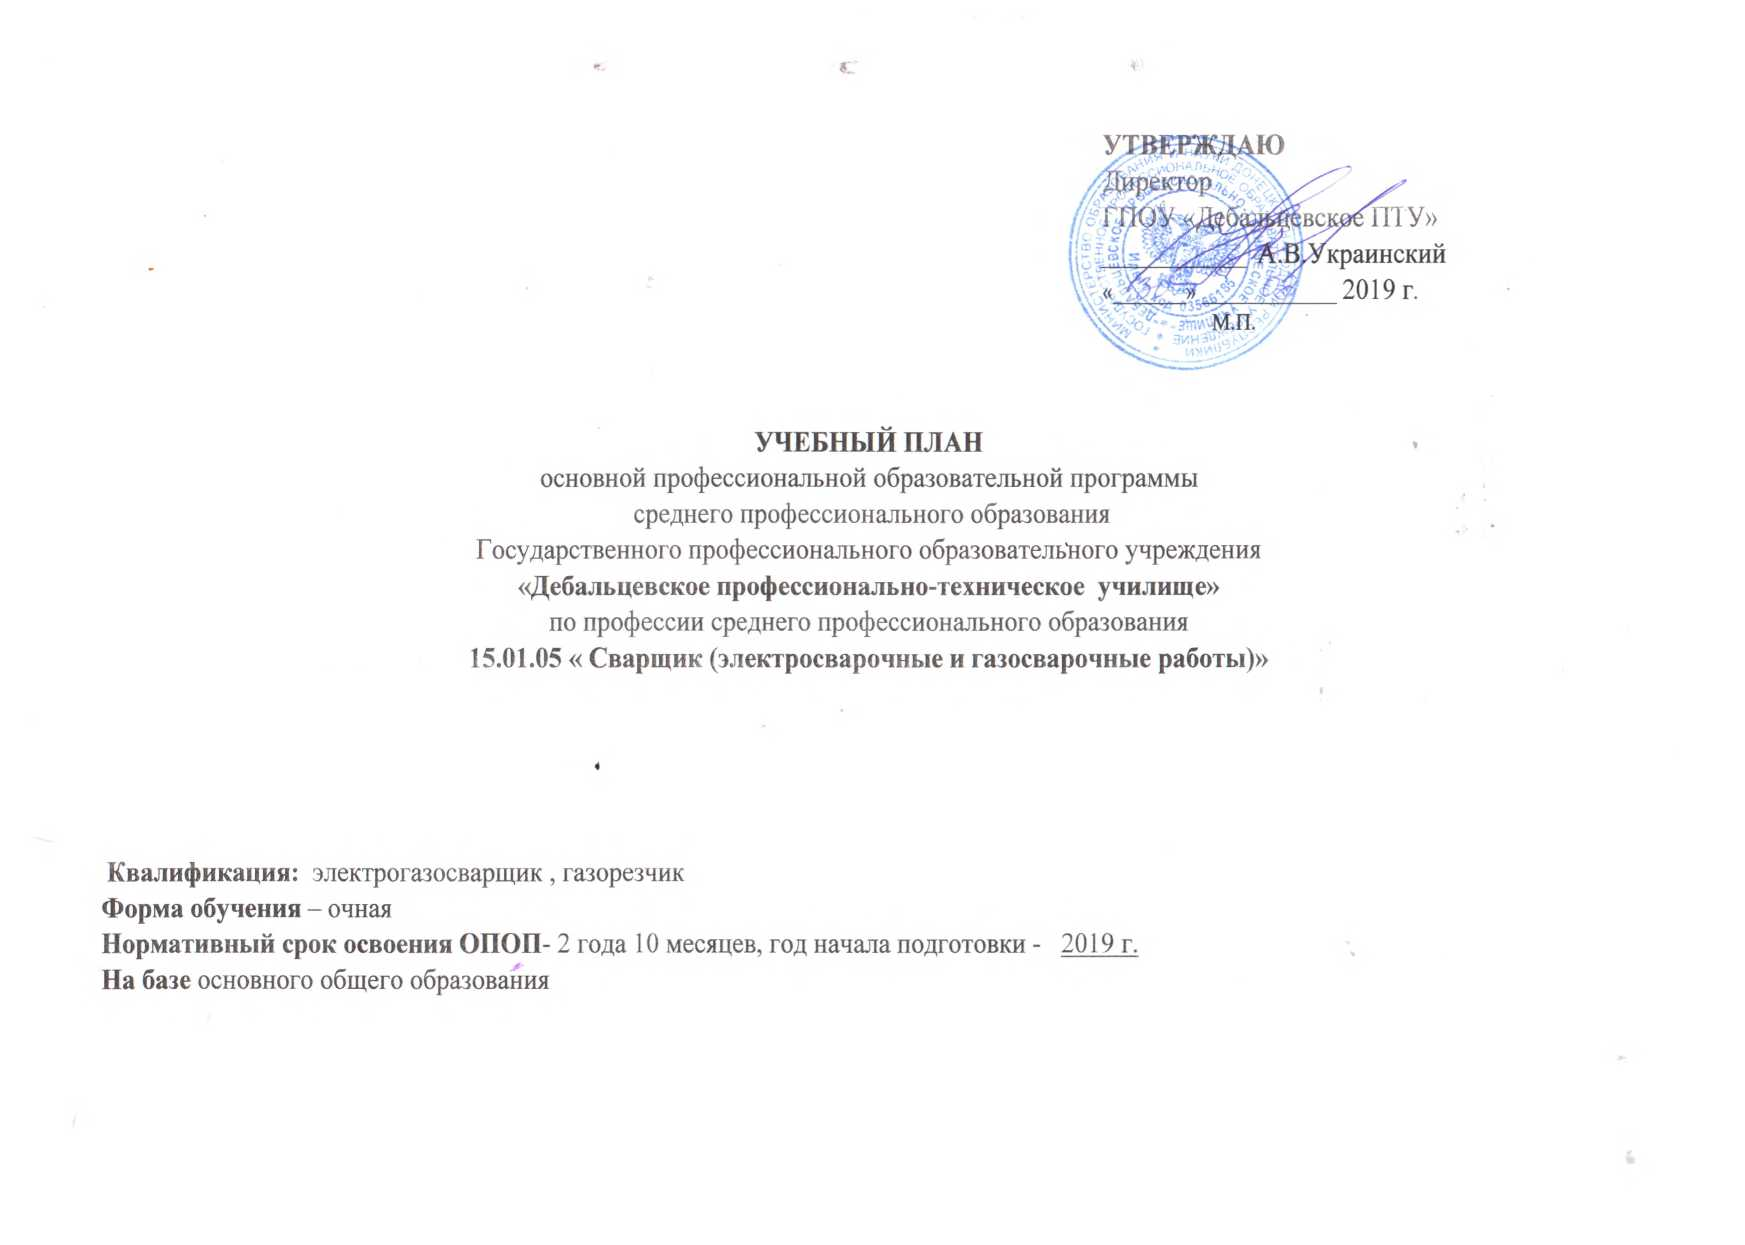 УТВЕРЖДАЮ
Директор
ГПОУ «Дебальцевское ПТУ»
___________ А.В.Украинский
«_____»__________ 2019 г.
М.П.
УЧЕБНЫЙ ПЛАН
основной профессиональной образовательной программы
среднего профессионального образования
Государственного профессионального образовательного учреждения
«Дебальцевское профессионально-техническое училище»
по профессии среднего профессионального образования
15.01.05 « Сварщик (электросварочные и газосварочные работы)»
Квалификация: электрогазосварщик , газорезчик
Форма обучения – очная
Нормативный срок освоения ОПОП- 2 года 10 месяцев, год начала подготовки - 2019 г.
На базе основного общего образования